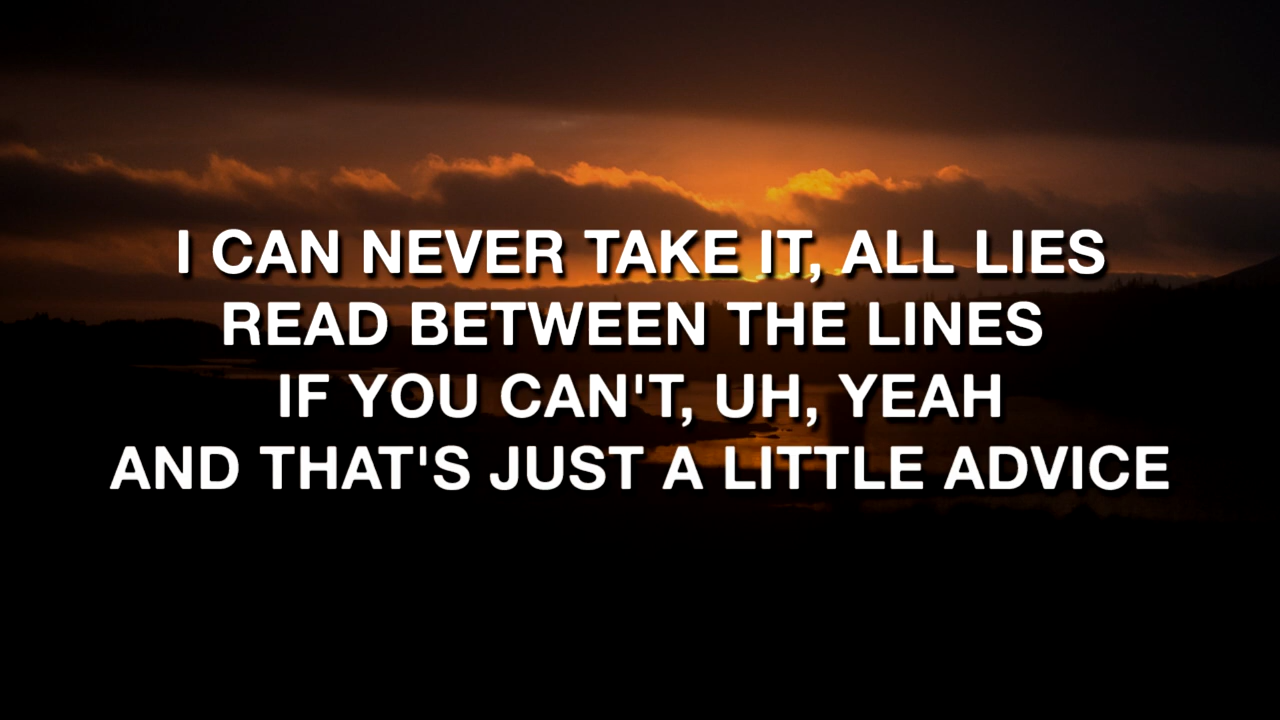 I CAN NEVER TAKE IT, ALL LIES
READ BETWEEN THE LINES
IF YOU CAN'T, UH, YEAH
AND THAT'S JUST A LITTLE ADVICE